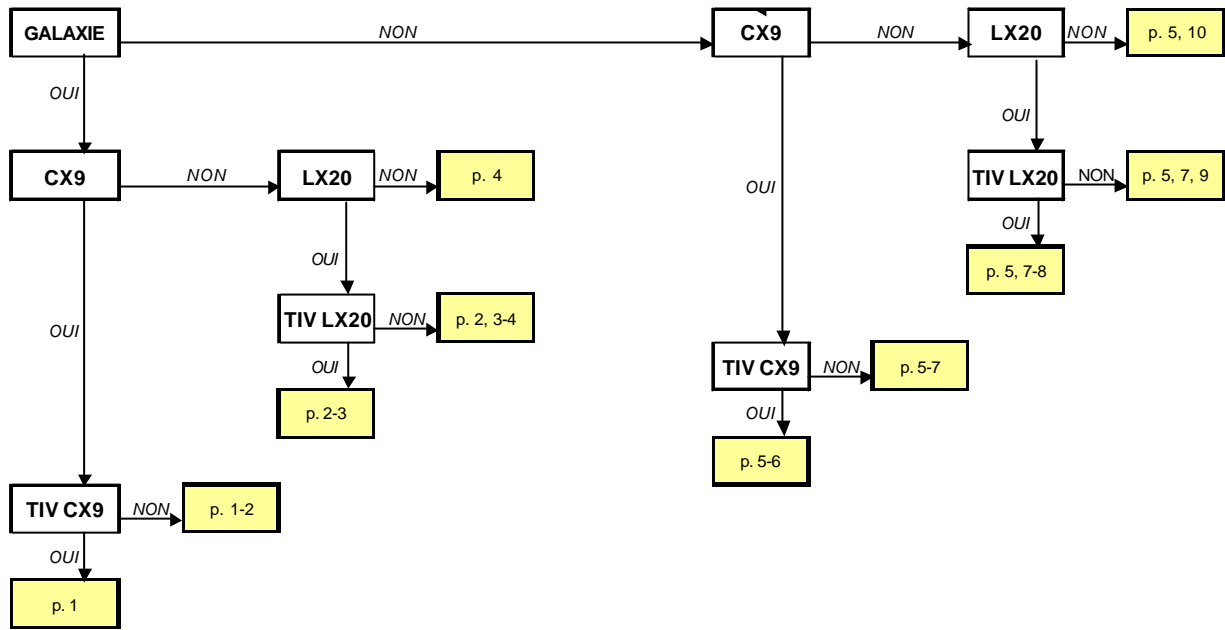 GALAXIE NON CX9 NON LX20 NON p. 5, 10
OUI
OUI
CX9 NON LX20 NON p. 4 OUI TIV LX20 NON p. 5, 7, 9
OUI
OUI p. 5, 7-8
TIV LX20 NON p. 2, 3-4
OUI
OUI TIV CX9 NON p. 5-7
p. 2-3 OUI
p. 5-6
TIV CX9 NON p. 1-2
OUI
p. 1